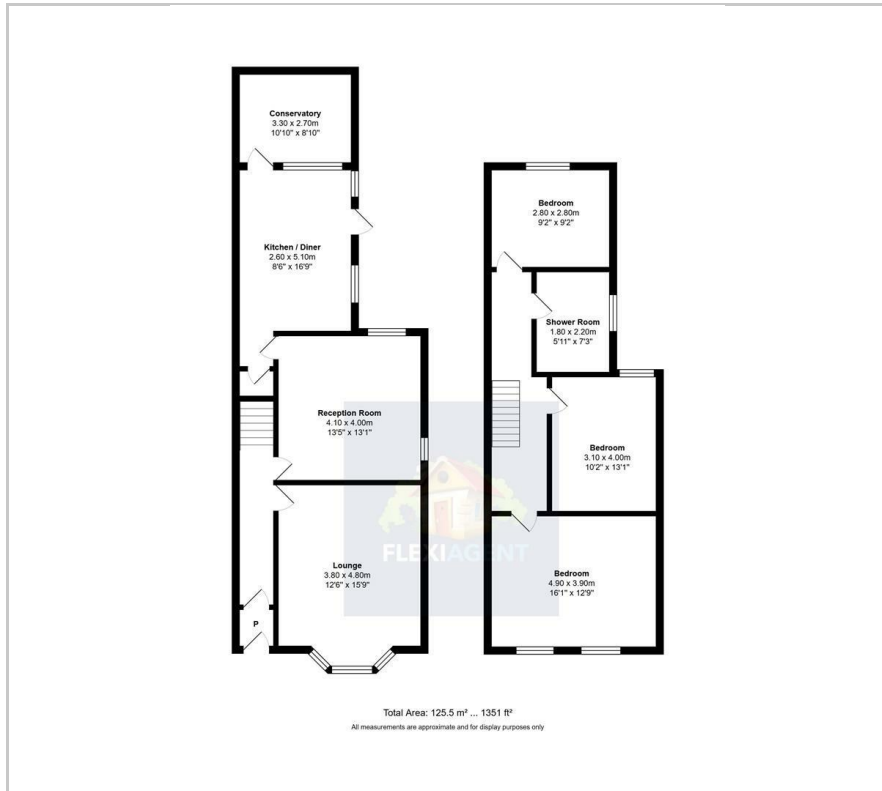 Conservatory
3.30 x 2.70m
10'10" x 8'10"
Kitchen / Diner
2.60 x 5.10m
8'6" x 16'9"
Reception Room
4.10 x 4.00m
13'5" x 13'1"
Lounge
3.80 x 4.80m
12'6" x 15'9"
P
Bedroom
2.80 x 2.80m
9'2" x 9'2"
Shower Room
1.80 x 2.20m
5'11" x 7'3"
Bedroom
3.10 x 4.00m
10'2" x 13'1"
Bedroom
4.90 x 3.90m
16'1" x 12'9"
FLEXIAGENT
Total Area: 125.5 m² ... 1351 ft²
All measurements are approximate and for display purposes only